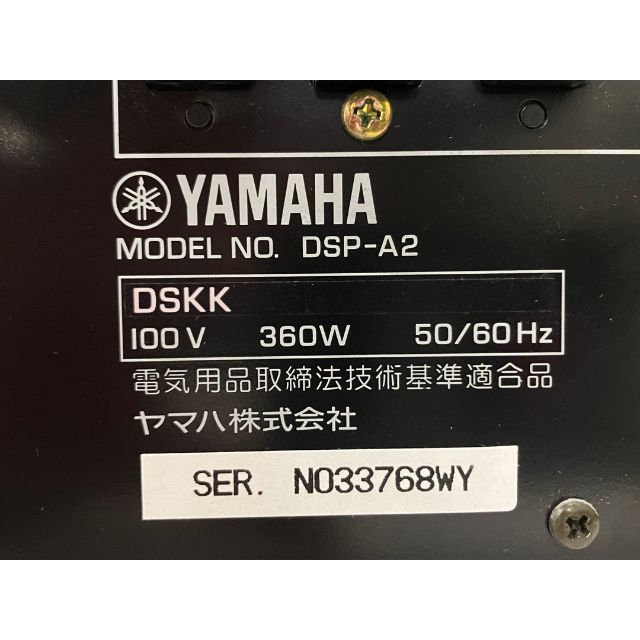 YAMAHA
MODEL NO. DSP-A2
DSKK
100V 360W 50/60Hz
電気用品取締法技術基準適合品
ヤマハ株式会社
SER. N033768WY